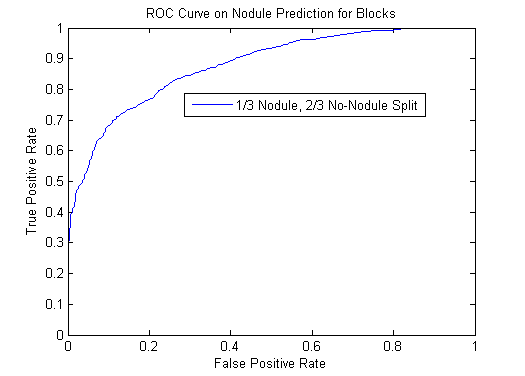 ROC Curve on Nodule Prediction for Blocks
1
0.9
0.8
0.7
0.6
0.5
0.4
0.3
0.2
0.1
0
True Positive Rate
1/3 Nodule, 2/3 No-Nodule Split
0 0.2 0.4 0.6 0.8 1
False Positive Rate